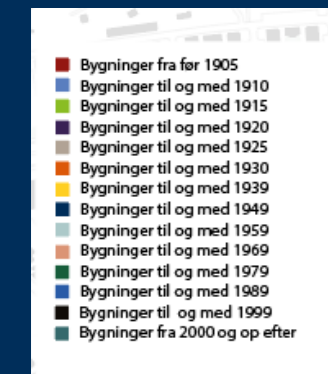 Bygninger fra før 1905
Bygninger til og med 1910
Bygninger til og med 1915
Bygninger til og med 1920
Bygninger til og med 1925
Bygninger til og med 1930
Bygninger til og med 1939
Bygninger til og med 1949
Bygninger til og med 1959
Bygninger til og med 1969
Bygninger til og med 1979
Bygninger til og med 1989
Bygninger til og med 1999
Bygninger fra 2000 og op efter